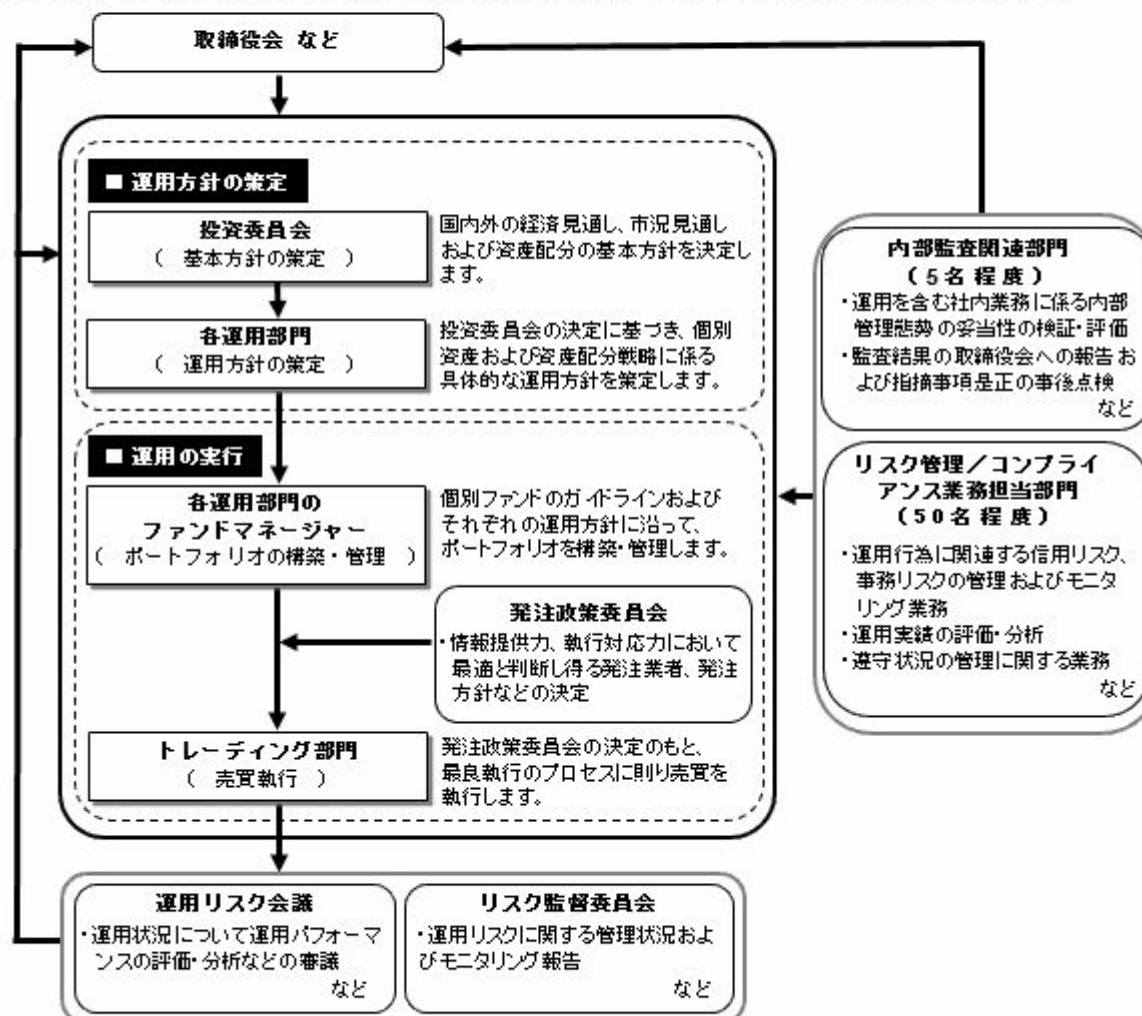 取締役会 など
■ 運用方針の策定
投資委員会
( 基本方針の策定 )
国内外の経済見通し、市況見通し
および資産配分の基本方針を決定し
ます。
各運用部門
( 運用方針の策定 )
投資委員会の決定に基づき、個別
資産および資産配分戦略に係る
具体的な運用方針を策定します。
■ 運用の実行
各運用部門の
ファンドマネージャー
( ポートフォリオの構築・管理 )
個別ファンドのガイドラインおよび
それぞれの運用方針に沿って、
ポートフォリオを構築・管理します。
発注政策委員会
・情報提供力、執行対応力において
最適と判断し得る発注業者、発注
方針などの決定
トレーディング部門
( 売買執行 )
発注政策委員会の決定のもと、
最良執行のプロセスに則り売買を
執行します。
内部監査関連部門
(5名程度)
・運用を含む社内業務に係る内部
管理態勢の妥当性の検証・評価
・監査結果の取締役会への報告お
よび指摘事項是正の事後点検
など
リスク管理／コンプライ
アンス業務担当部門
(50名程度)
・運用行為に関連する信用リスク、
事務リスクの管理およびモニタ
リング業務
・運用実績の評価・分析
・遵守状況の管理に関する業務
など
運用リスク会議
・運用状況について運用パフォーマ
ンスの評価・分析などの審議
など
リスク監督委員会
・運用リスクに関する管理状況およ
びモニタリング報告
など